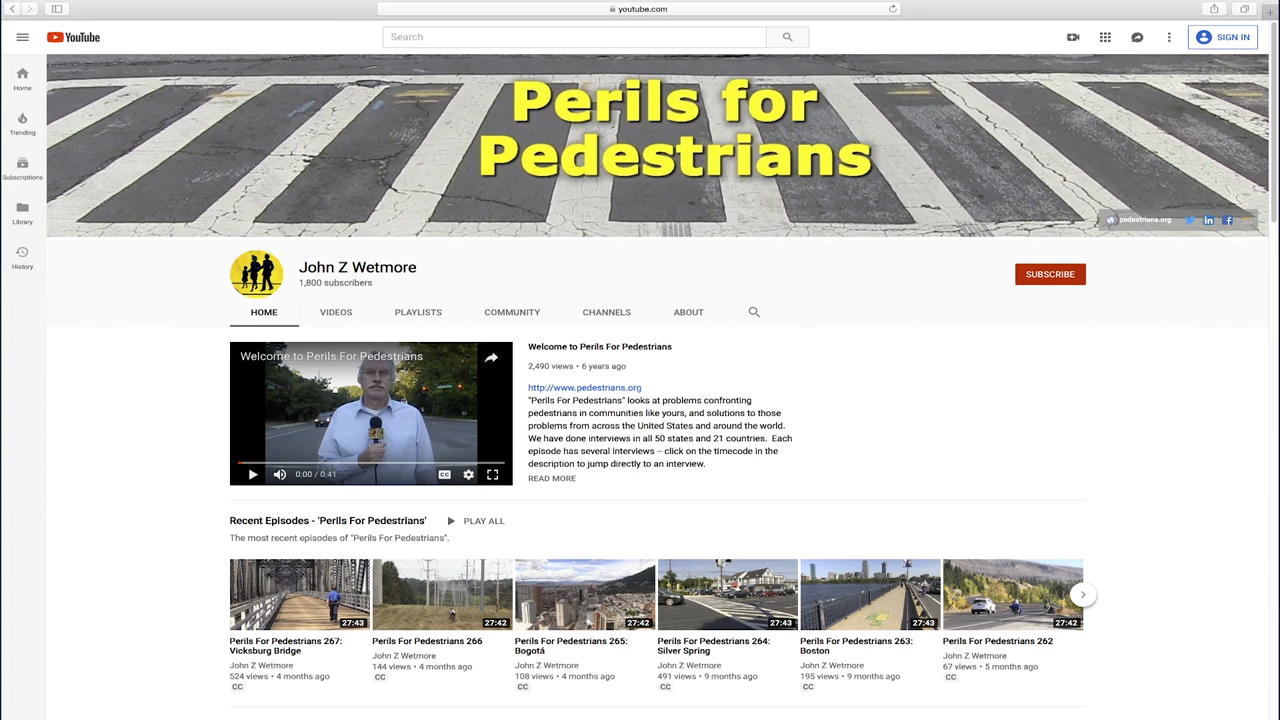 youtube.com
YouTube
Search
SIGN IN
Home
Trending
Subscriptions
Library
History
Perils for
Pedestrians
pedestrians.org
John Z Wetmore
1,800 subscribers
SUBSCRIBE
HOME VIDEOS PLAYLISTS COMMUNITY CHANNELS ABOUT
Welcome to Perils For Pedestrians
0:00 / 0:41
CC
Welcome to Perils For Pedestrians
2,490 views • 6 years ago
http://www.pedestrians.org
"Perils For Pedestrians" looks at problems confronting
pedestrians in communities like yours, and solutions to those
problems from across the United States and around the world.
We have done interviews in all 50 states and 21 countries. Each
episode has several interviews -- click on the timecode in the
description to jump directly to an interview.
READ MORE
Recent Episodes - 'Perils For Pedestrians' PLAY ALL
The most recent episodes of "Perils For Pedestrians".
27:43
Perils For Pedestrians 267:
Vicksburg Bridge
John Z Wetmore
524 views • 4 months ago
CC
27:42
Perils For Pedestrians 266
John Z Wetmore
144 views • 4 months ago
CC
27:42
Perils For Pedestrians 265:
Bogotá
John Z Wetmore
108 views • 4 months ago
CC
27:43
Perils For Pedestrians 264:
Silver Spring
John Z Wetmore
491 views • 9 months ago
CC
27:43
Perils For Pedestrians 263:
Boston
John Z Wetmore
195 views • 9 months ago
CC
27:42
Perils For Pedestrians 262
John Z Wetmore
67 views • 5 months ago
CC